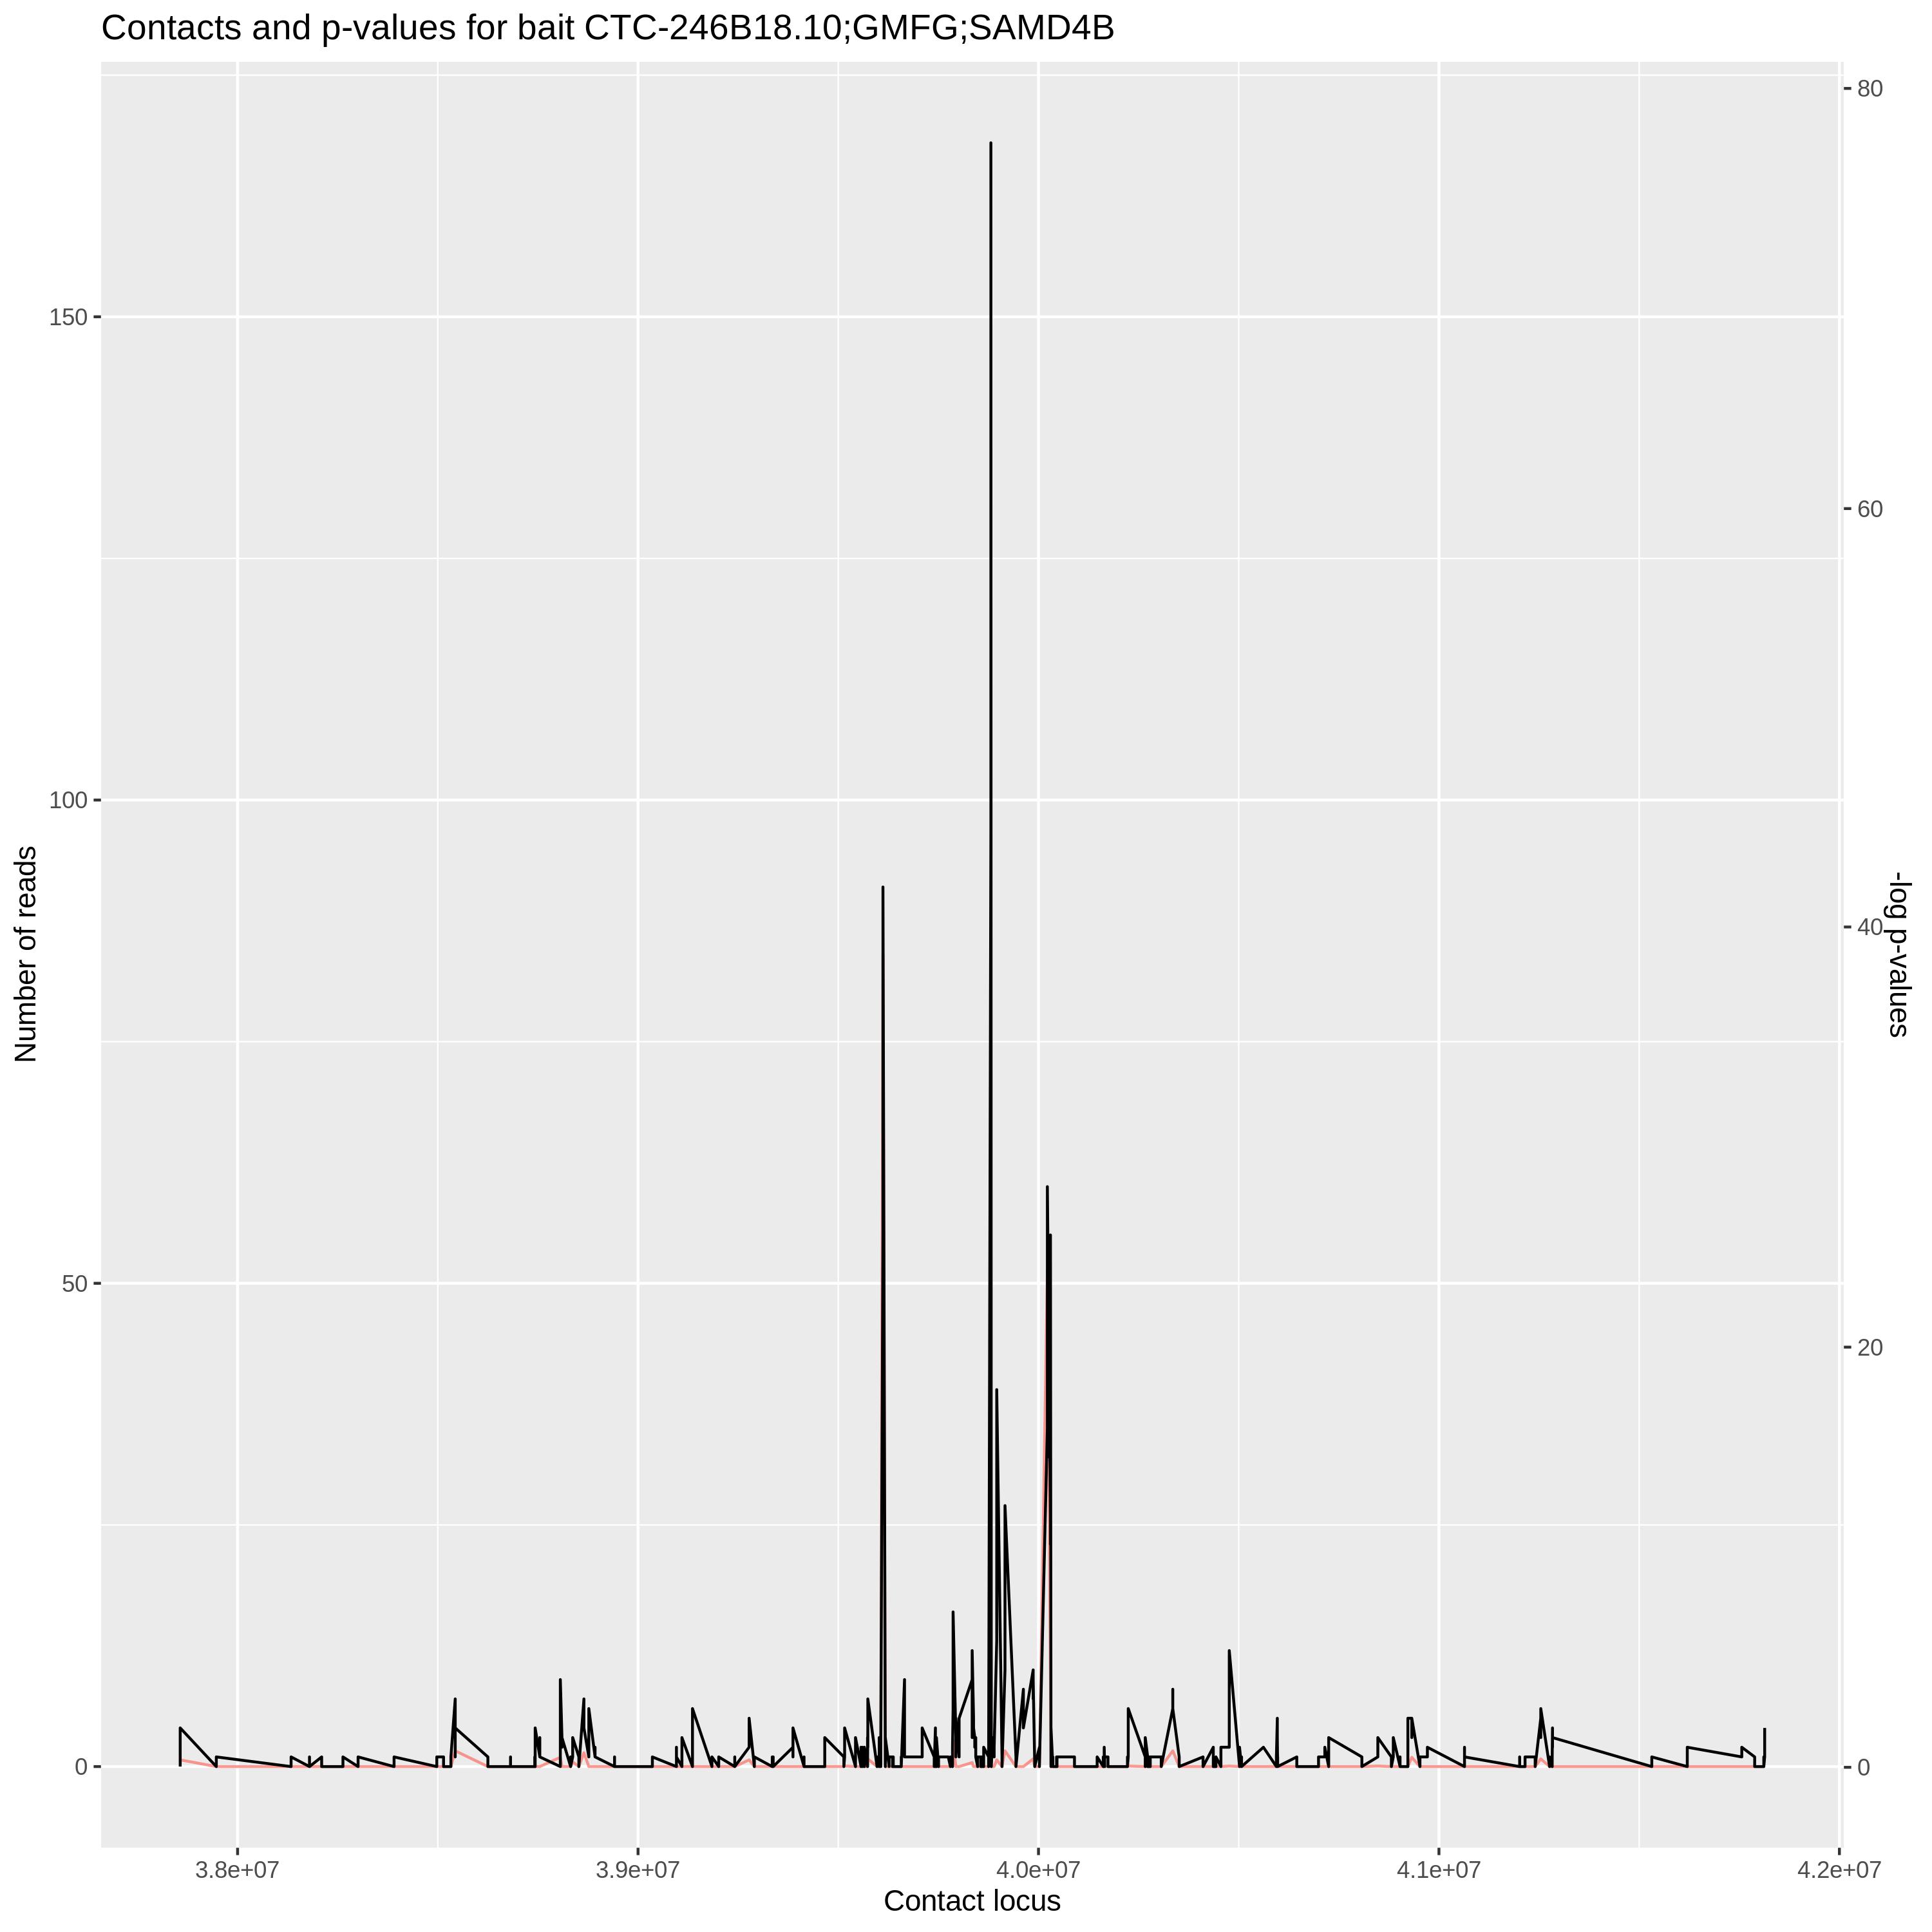 Contacts and p-values for bait CTC-246B18.10;GMFG;SAMD4B
80
150
60
100
Number of reads
-log p-values
40
50
20
0
0
3.8e+07
3.9e+07
4.0e+07
4.1e+07
4.2e+07
Contact locus